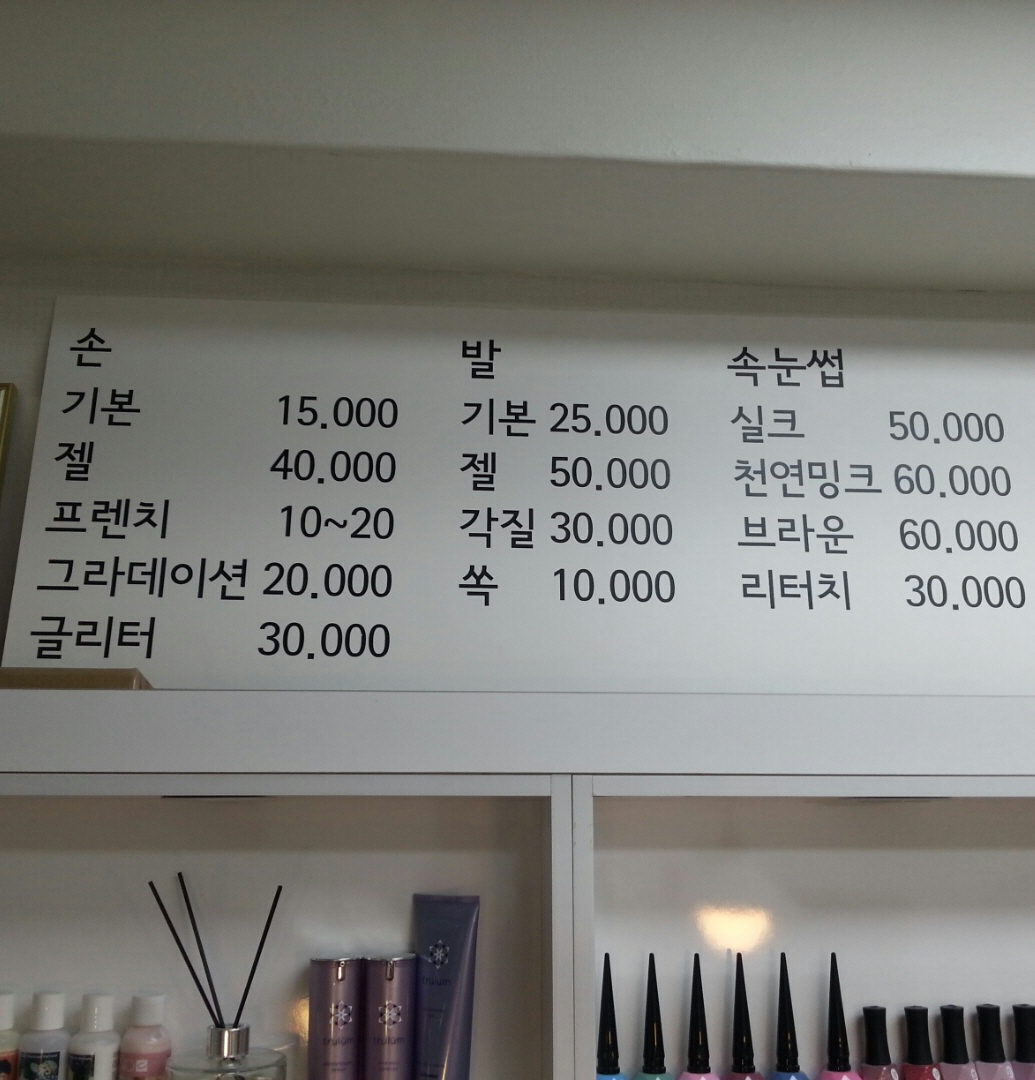 손
기본 15.000
젤 40.000
프렌치 10~20
그라데이션 20.000
글리터 30.000
발
기본 25.000
젤 50.000
각질 30.000
쏙 10.000
속눈썹
실크 50.000
천연밍크 60.000
브라운 60.000
리터치 30.000
trulum
trulum